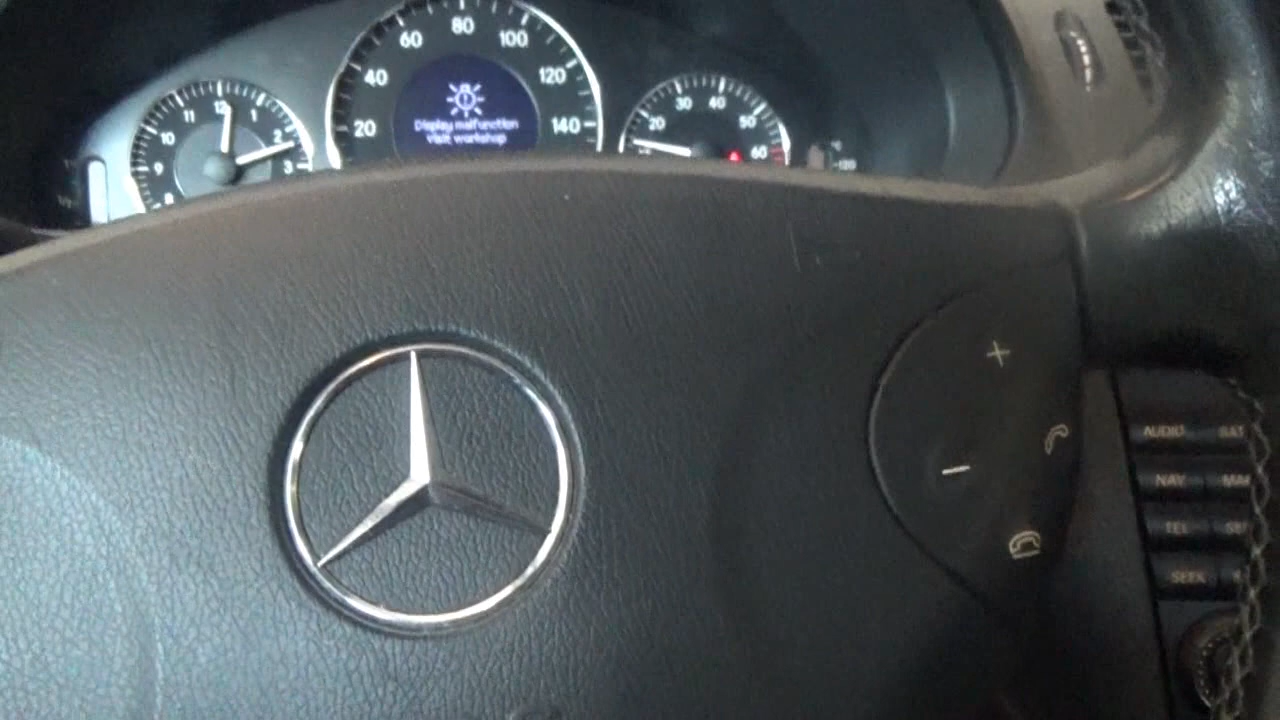 80
60 100
40 120
20 140
Display malfunction
Visit workshop
11 12 1
10 2
9 3
8
30 40
20 50
60
+
−
AUDIO
NAV
TEL
SEEK